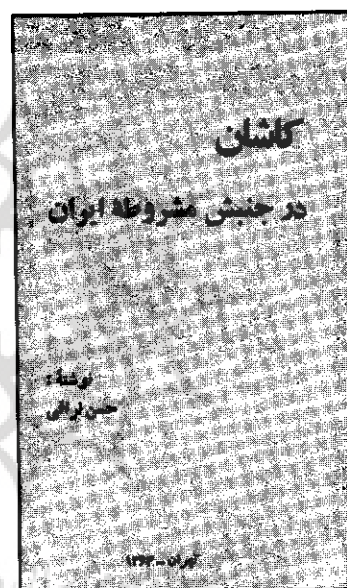 کاشان
در جنبش مشروطه ایران
نوشتهٔ :
حسن نراقی
تهران ـ